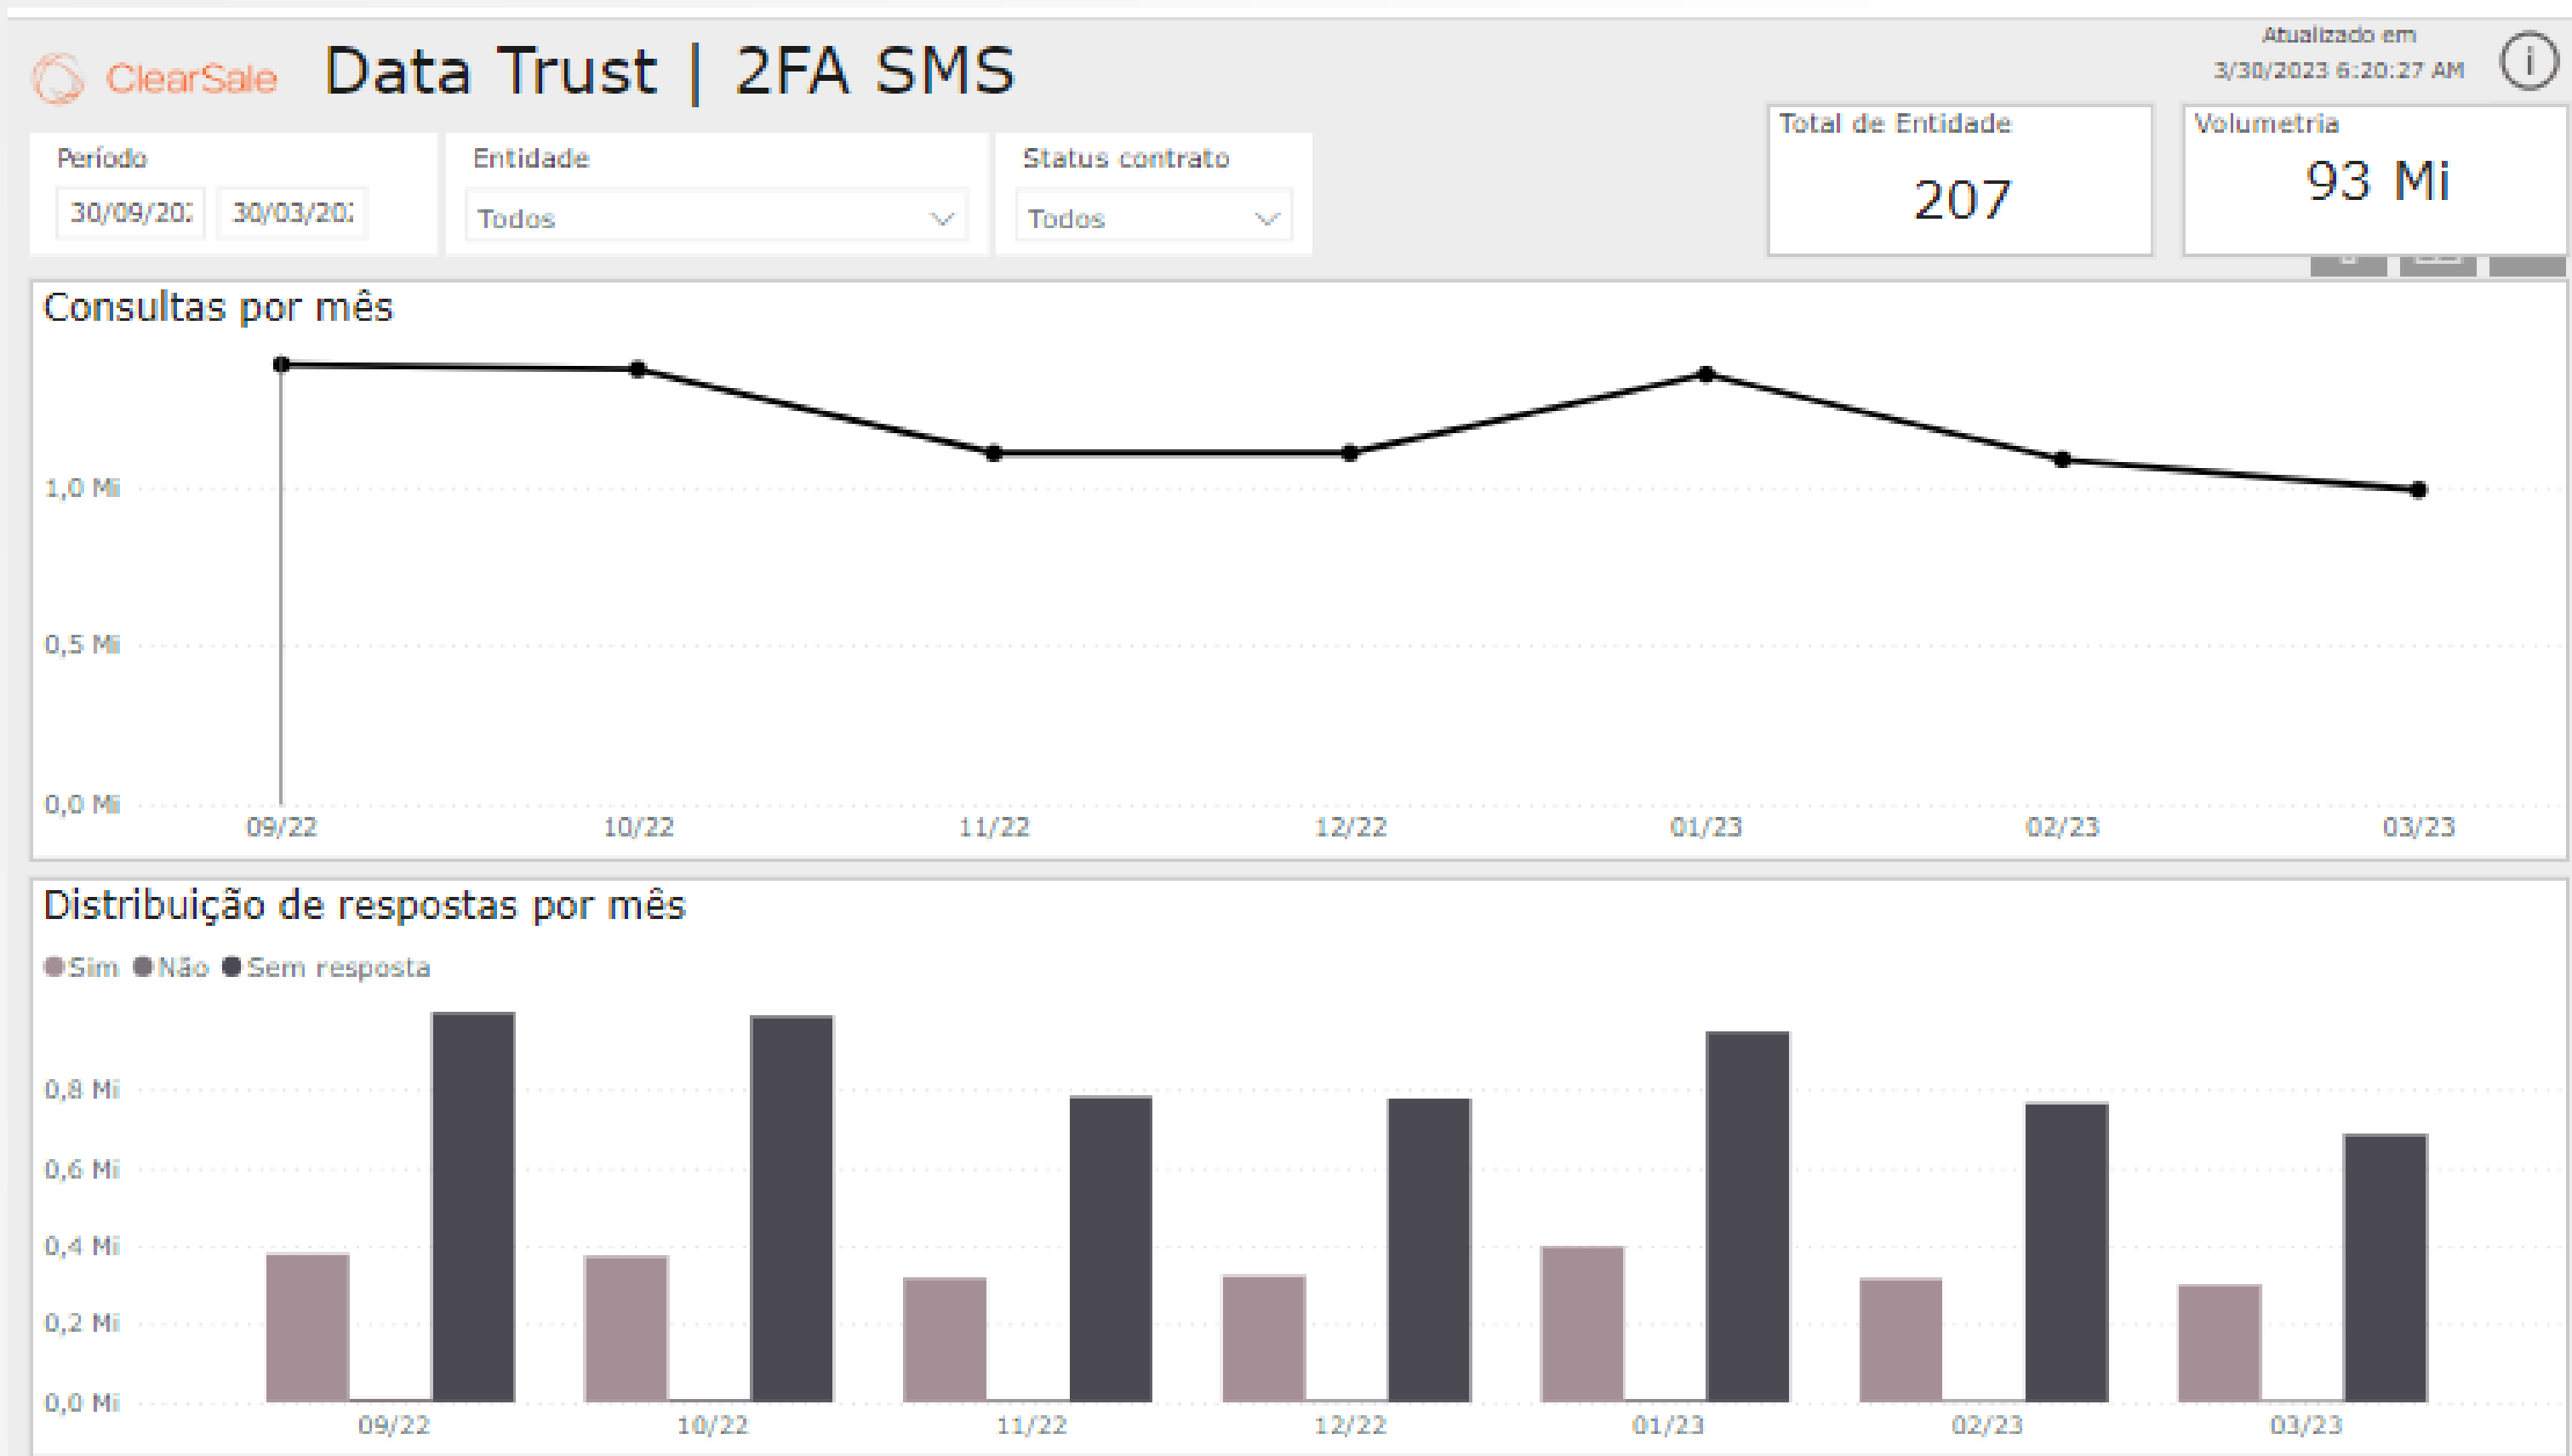 ClearSale
Data Trust | 2FA SMS
Atualizado em
3/30/2023 6:20:27 AM
i
Período
30/09/202
30/03/202
Entidade
Todos
Status contrato
Todos
Total de Entidade
207
Volumetria
93 Mi
Consultas por mês
1,0 Mi
0,5 Mi
0,0 Mi
09/22 10/22 11/22 12/22 01/23 02/23 03/23
Distribuição de respostas por mês
Sim Não Sem resposta
0,8 Mi
0,6 Mi
0,4 Mi
0,2 Mi
0,0 Mi
09/22 10/22 11/22 12/22 01/23 02/23 03/23